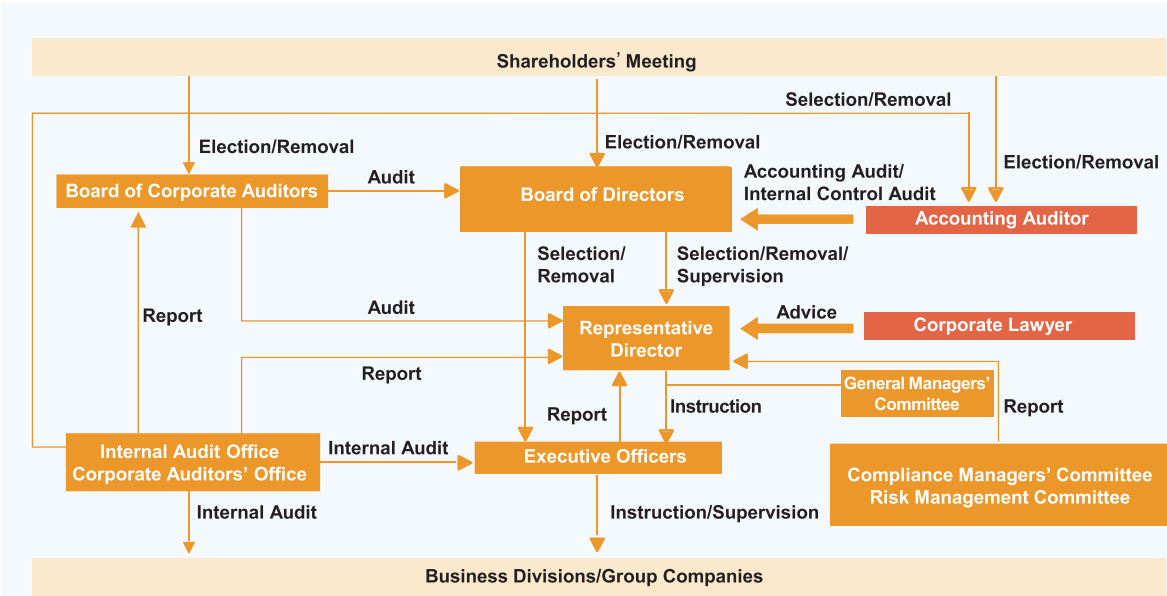 Shareholders’ Meeting
Selection/Removal
Election/Removal
Election/Removal
Election/Removal
Board of Corporate Auditors
Audit
Board of Directors
Accounting Audit/
Internal Control Audit
Accounting Auditor
Selection/
Removal
Selection/Removal/
Supervision
Report
Audit
Representative
Director
Advice
Corporate Lawyer
Report
Report
Instruction
General Managers’
Committee
Report
Internal Audit Office
Corporate Auditors’ Office
Internal Audit
Executive Officers
Compliance Managers’ Committee
Risk Management Committee
Internal Audit
Instruction/Supervision
Business Divisions/Group Companies